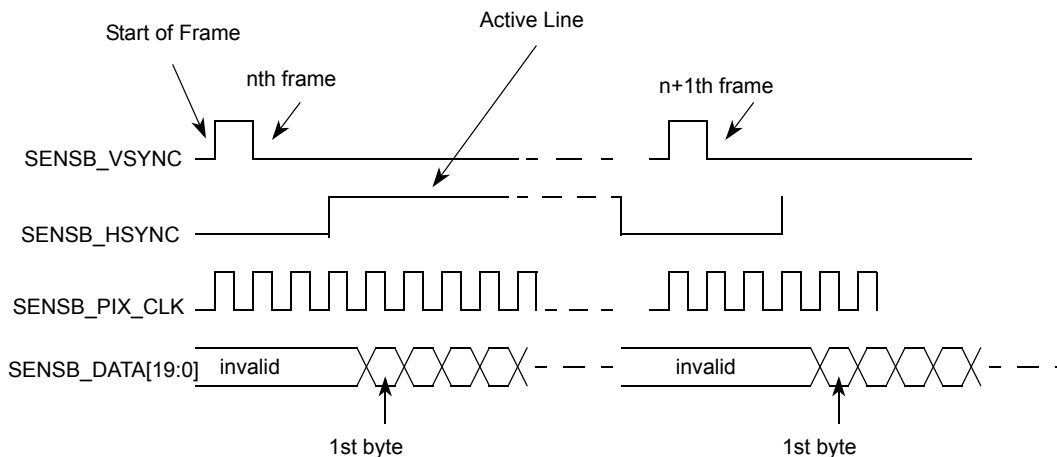 Active Line
Start of Frame
nth frame
n+1th frame
SENSB_VSYNC
SENSB_HSYNC
SENSB_PIX_CLK
SENSB_DATA[19:0]
invalid
invalid
1st byte
1st byte